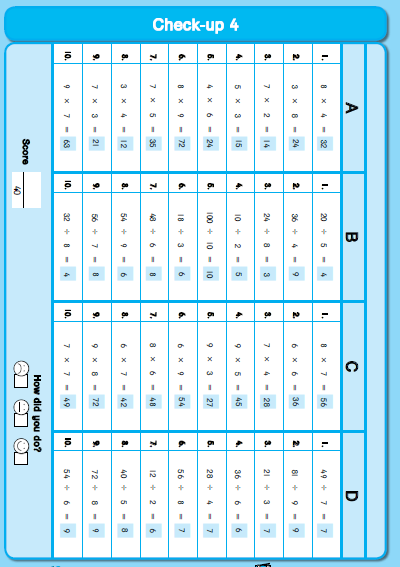 Check-up 4
A B C D
1. 8 × 4 = 32 1. 20 ÷ 5 = 4 1. 8 × 7 = 56 1. 49 ÷ 7 = 7
2. 3 × 8 = 24 2. 36 ÷ 4 = 9 2. 6 × 6 = 36 2. 81 ÷ 9 = 9
3. 7 × 2 = 14 3. 24 ÷ 8 = 3 3. 7 × 4 = 28 3. 21 ÷ 3 = 7
4. 5 × 3 = 15 4. 10 ÷ 2 = 5 4. 9 × 5 = 45 4. 36 ÷ 6 = 6
5. 4 × 6 = 24 5. 100 ÷ 10 = 10 5. 9 × 3 = 27 5. 28 ÷ 4 = 7
6. 8 × 9 = 72 6. 18 ÷ 3 = 6 6. 6 × 9 = 54 6. 56 ÷ 8 = 7
7. 7 × 5 = 35 7. 48 ÷ 6 = 8 7. 8 × 6 = 48 7. 12 ÷ 2 = 6
8. 3 × 4 = 12 8. 54 ÷ 9 = 6 8. 6 × 7 = 42 8. 40 ÷ 5 = 8
9. 7 × 3 = 21 9. 56 ÷ 7 = 8 9. 9 × 8 = 72 9. 72 ÷ 8 = 9
10. 9 × 7 = 63 10. 32 ÷ 8 = 4 10. 7 × 7 = 49 10. 54 ÷ 6 = 9
Score 40 How did you do?